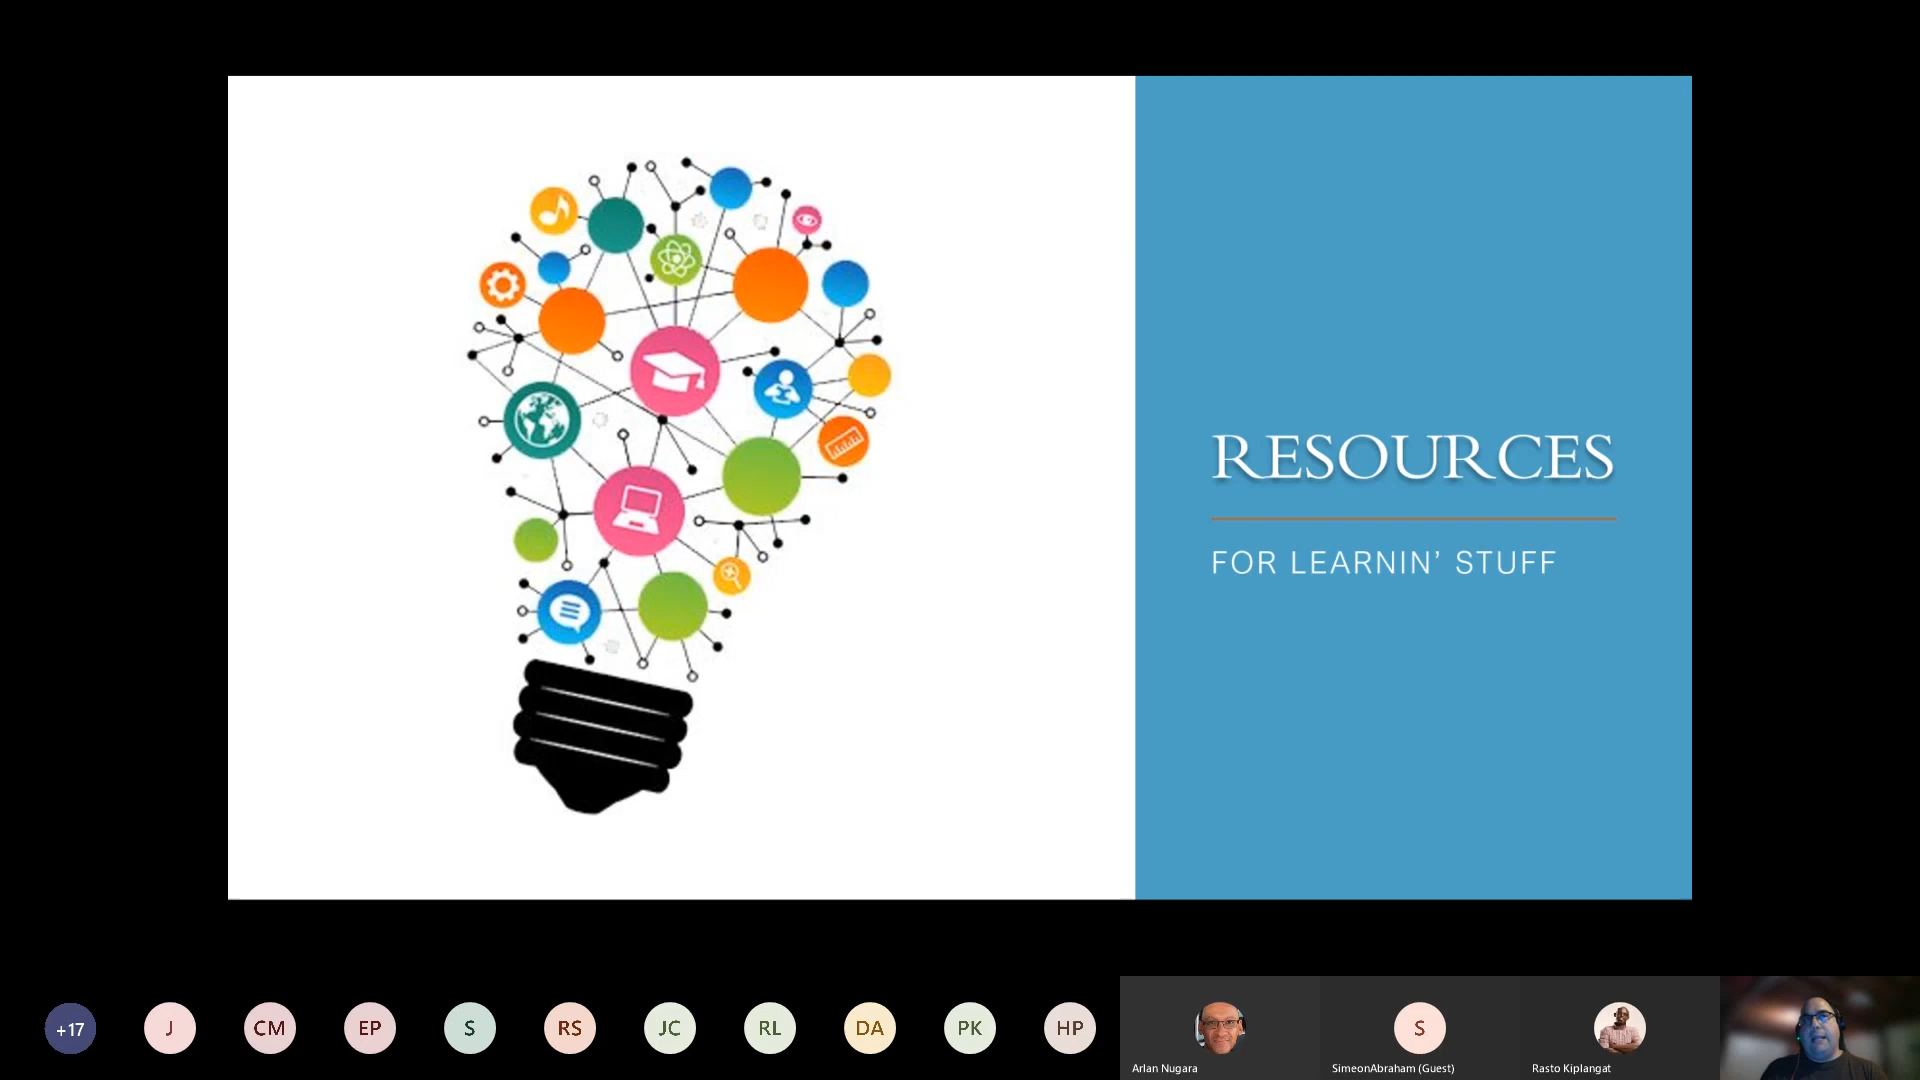 RESOURCES
FOR LEARNIN’ STUFF
+17
J
CM
EP
S
RS
JC
RL
DA
PK
HP
S
Arlan Nugara
SimeonAbraham (Guest)
Rasto Kiplangat